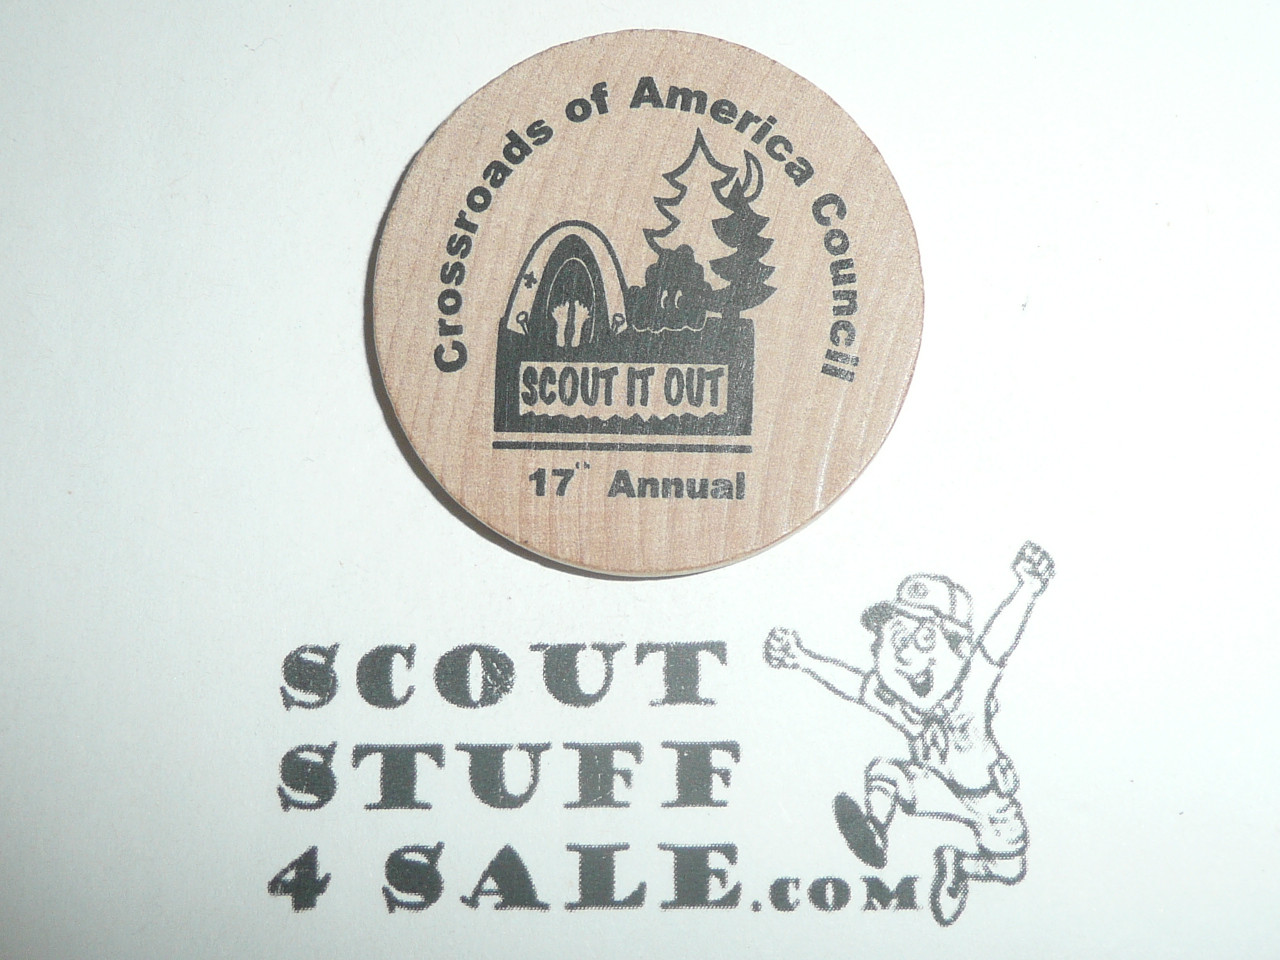 Crossroads of America Council
SCOUT IT OUT
17th Annual
SCOUT
STUFF
4 SALE.COM